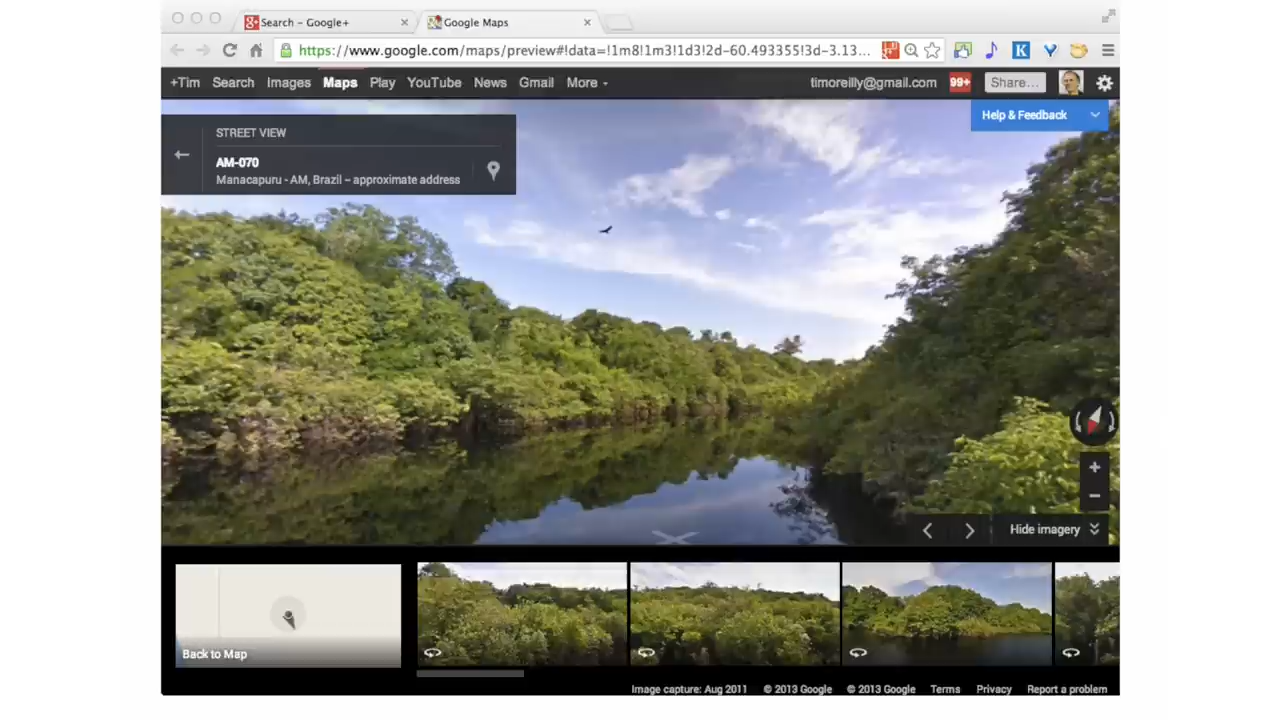 Search - Google+
Google Maps
https://www.google.com/maps/preview#!data=!1m8!1m3!1d3!2d-60.493355!3d-3.13...
+Tim Search Images Maps Play YouTube News Gmail More
timoreilly@gmail.com 99+ Share...
Help & Feedback
STREET VIEW
AM-070
Manacapuru - AM, Brazil – approximate address
Hide imagery
Back to Map
Image capture: Aug 2011 © 2013 Google © 2013 Google Terms Privacy Report a problem